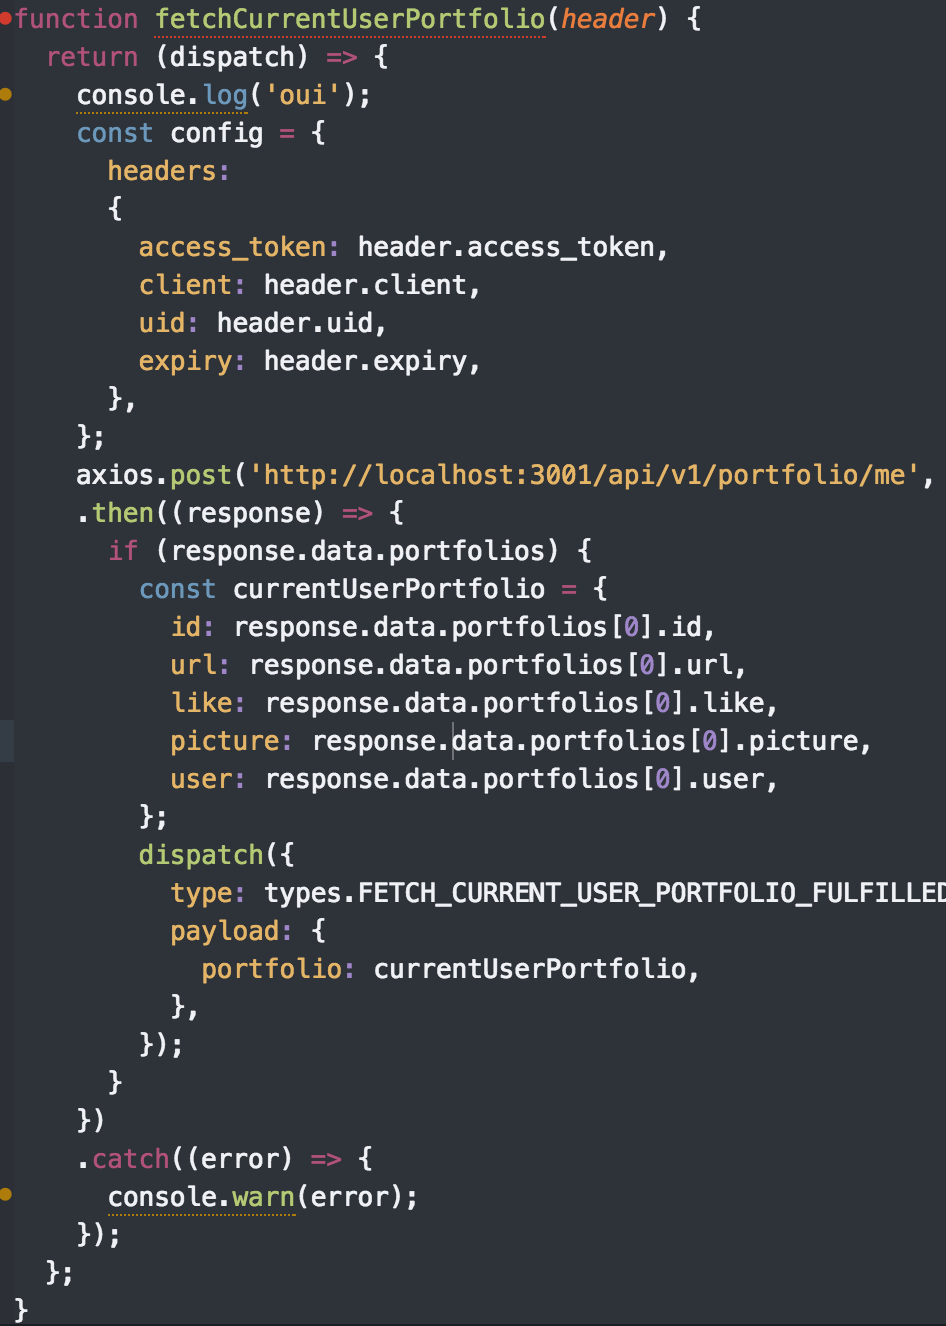 function fetchCurrentUserPortfolio(header) {
  return (dispatch) => {
    console.log('oui');
    const config = {
      headers:
      {
        access_token: header.access_token,
        client: header.client,
        uid: header.uid,
        expiry: header.expiry,
      },
    };
    axios.post('http://localhost:3001/api/v1/portfolio/me',
    .then((response) => {
      if (response.data.portfolios) {
        const currentUserPortfolio = {
          id: response.data.portfolios[0].id,
          url: response.data.portfolios[0].url,
          like: response.data.portfolios[0].like,
          picture: response.data.portfolios[0].picture,
          user: response.data.portfolios[0].user,
        };
        dispatch({
          type: types.FETCH_CURRENT_USER_PORTFOLIO_FULFILLED
          payload: {
            portfolio: currentUserPortfolio,
          },
        });
      }
    })
    .catch((error) => {
      console.warn(error);
    });
  };
}